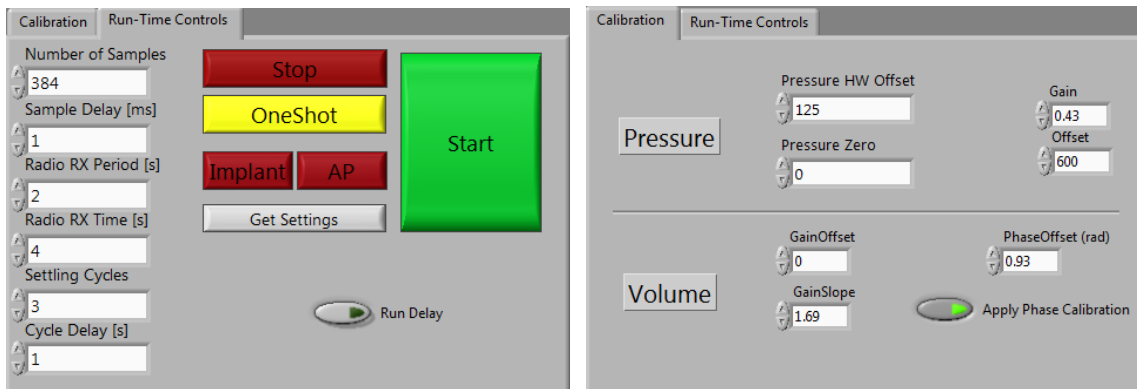 Calibration Run-Time Controls
Number of Samples
384
Sample Delay [ms]
1
Radio RX Period [s]
2
Radio RX Time [s]
4
Settling Cycles
3
Cycle Delay [s]
1
Stop
OneShot
Implant AP
Get Settings
Start
Run Delay
Calibration Run-Time Controls
Pressure
Pressure HW Offset
125
Pressure Zero
0
Gain
0.43
Offset
600
Volume
GainOffset
0
GainSlope
1.69
PhaseOffset (rad)
0.93
Apply Phase Calibration